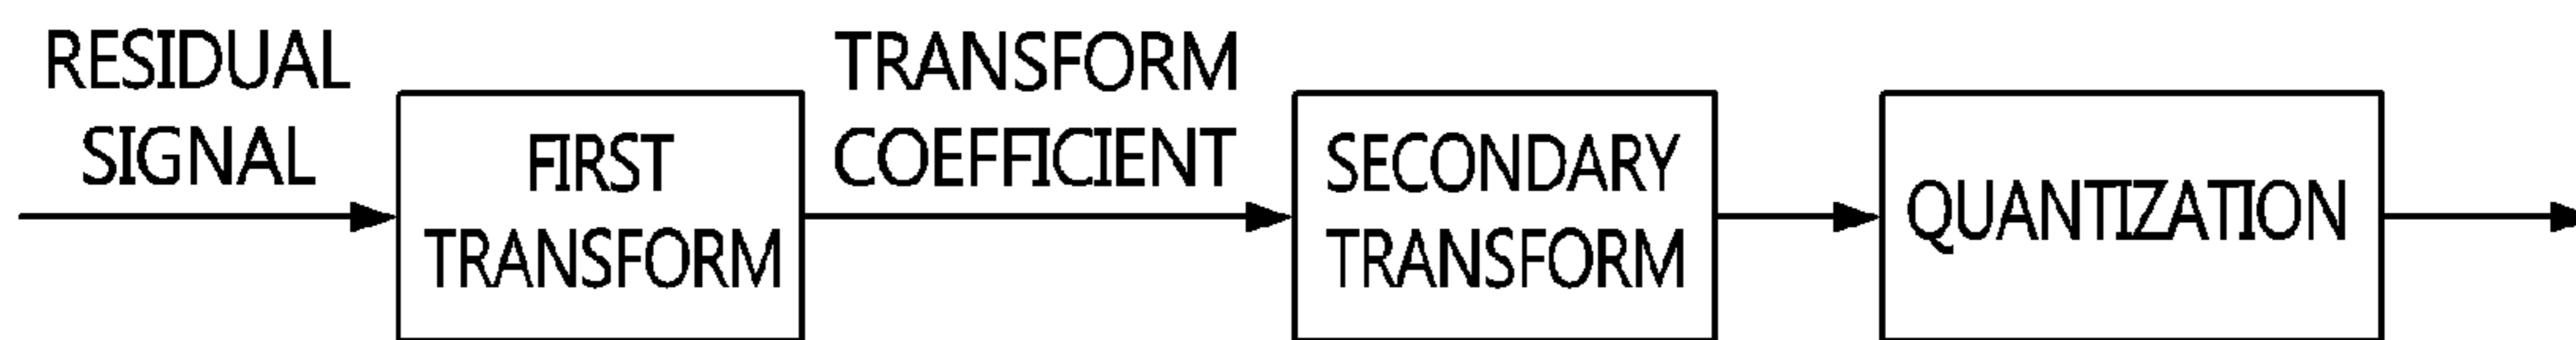 RESIDUAL
SIGNAL
FIRST
TRANSFORM
TRANSFORM
COEFFICIENT
SECONDARY
TRANSFORM
QUANTIZATION